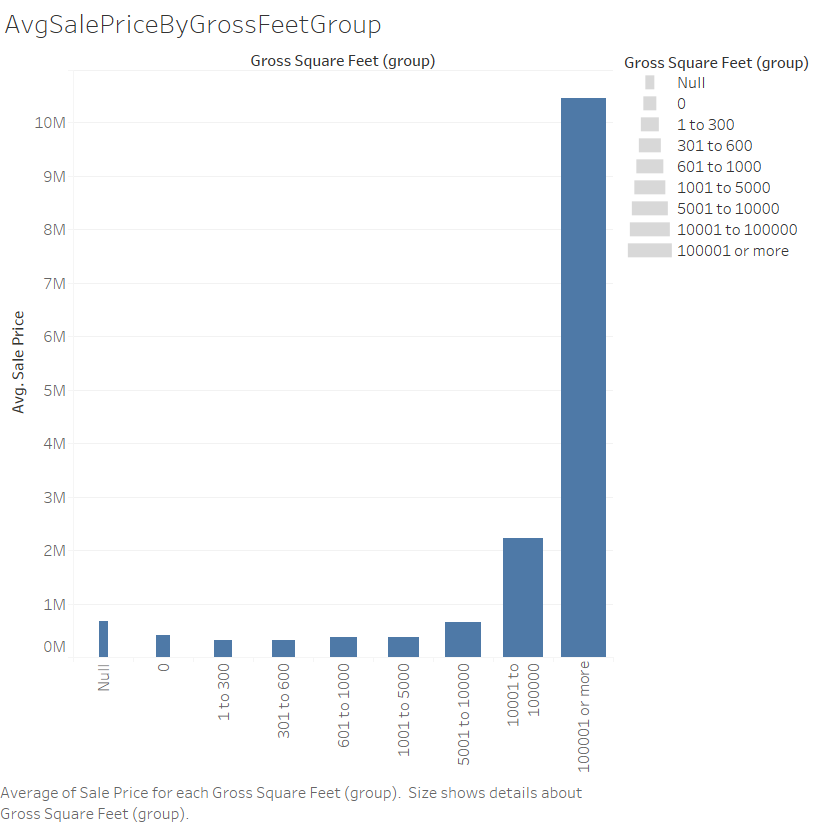 AvgSalePriceByGrossFeetGroup
Gross Square Feet (group)
10M
9M
8M
7M
6M
5M
4M
3M
2M
1M
0M
Avg. Sale Price
Null
0
1 to 300
301 to 600
601 to 1000
1001 to 5000
5001 to 10000
10001 to
100000
100001 or more
Gross Square Feet (group)
Null
0
1 to 300
301 to 600
601 to 1000
1001 to 5000
5001 to 10000
10001 to 100000
100001 or more
Average of Sale Price for each Gross Square Feet (group).  Size shows details about
Gross Square Feet (group).